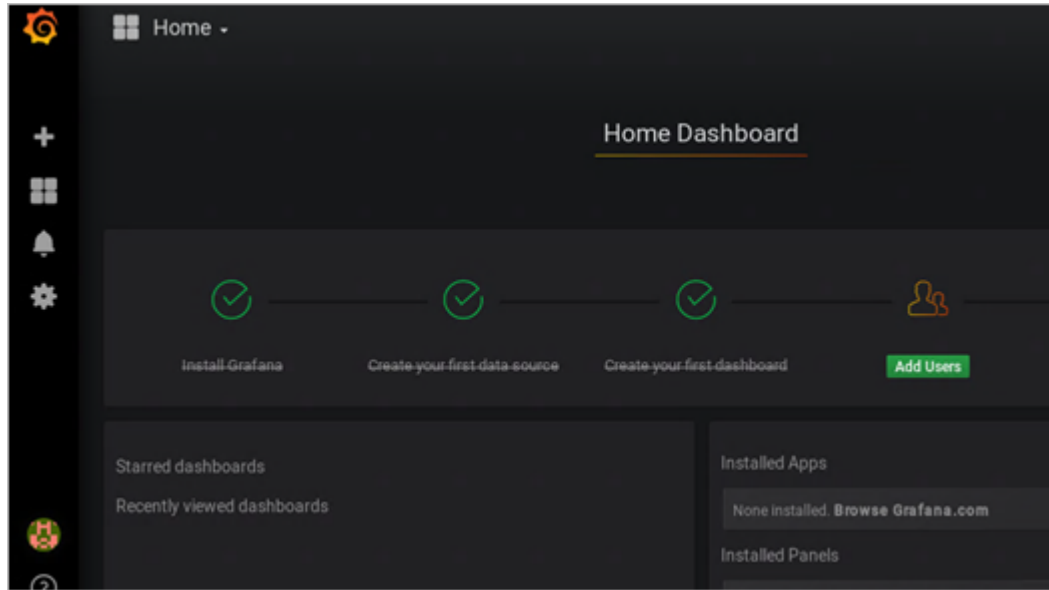 Home
Home Dashboard
Install Grafana
Create your first data source
Create your first dashboard
Add Users
Starred dashboards
Recently viewed dashboards
Installed Apps
None installed. Browse Grafana.com
Installed Panels